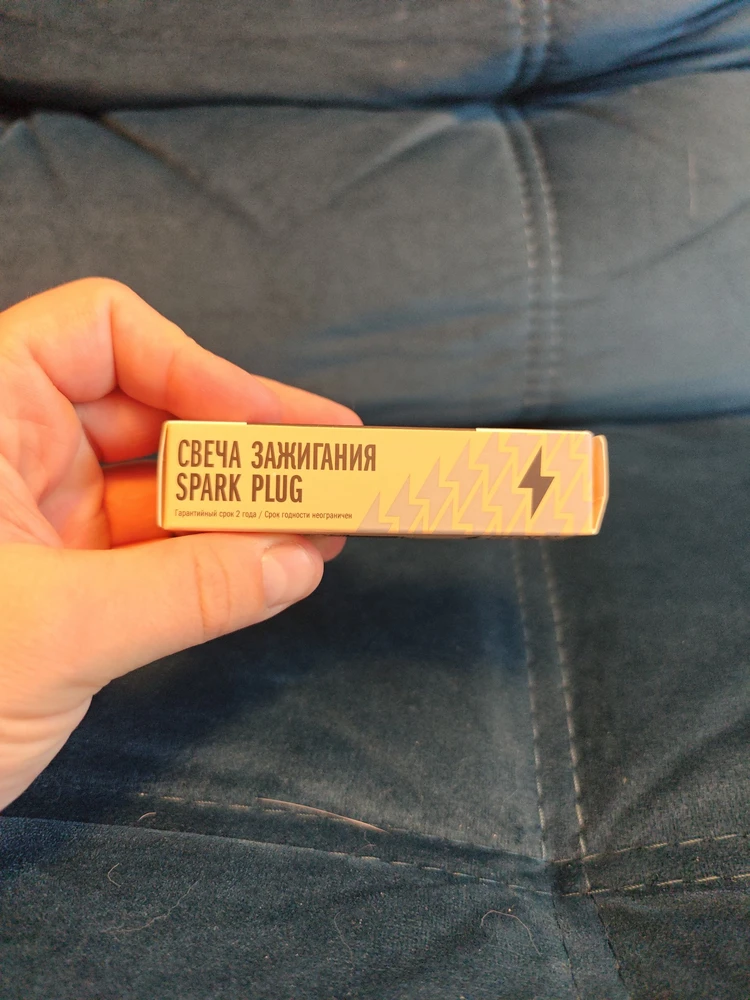 СВЕЧА ЗАЖИГАНИЯ
SPARK PLUG
Гарантийный срок 2 года / Срок годности неограничен